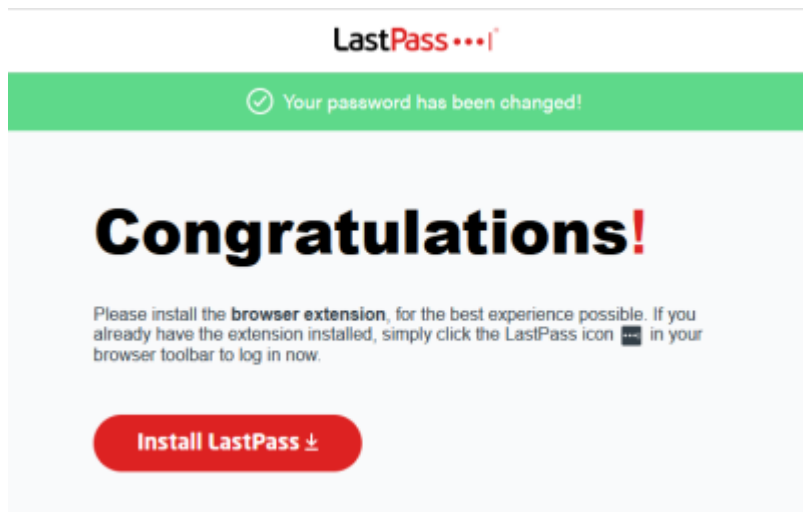 LastPass
Your password has been changed!
Congratulations!
Please install the browser extension, for the best experience possible. If you
already have the extension installed, simply click the LastPass icon in your
browser toolbar to log in now.
Install LastPass